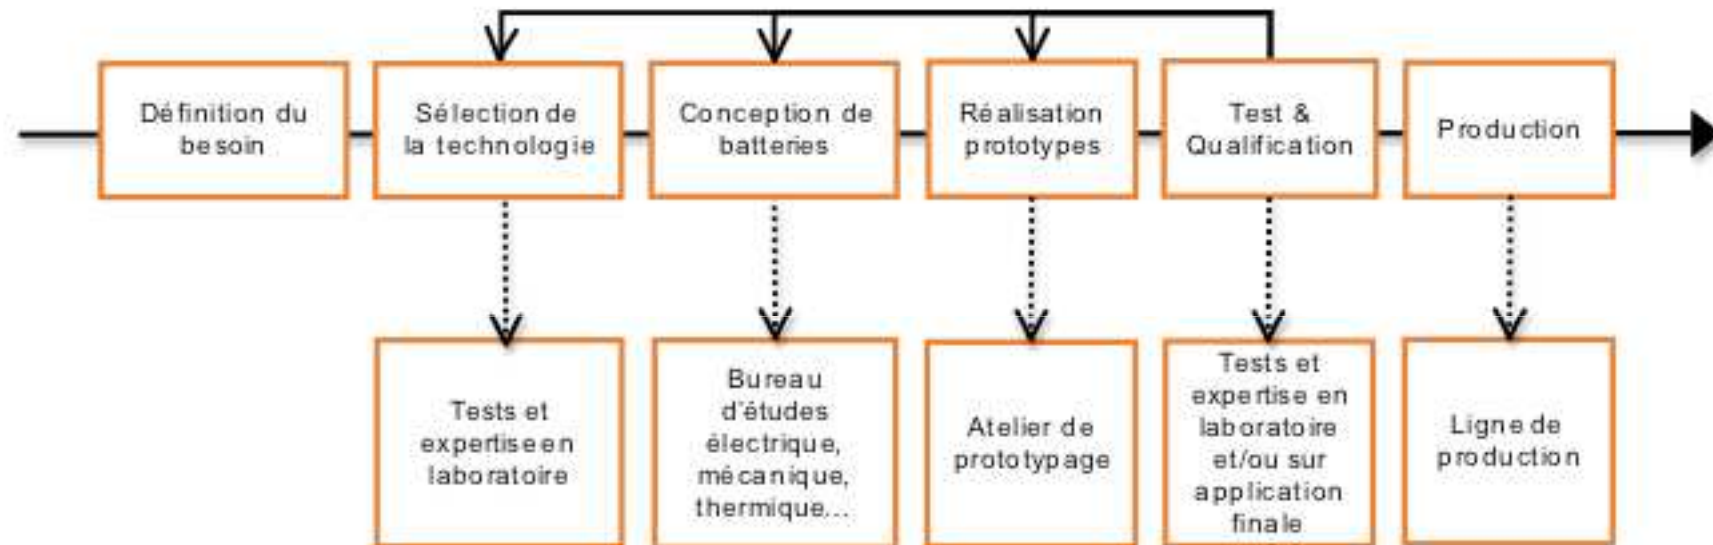 Définition du
besoin
Sélection de
la technologie
Conception de
batteries
Réalisation
prototypes
Test &
Qualification
Production
Tests et
expertise en
laboratoire
Bureau
d'études
électrique,
mécanique,
thermique...
Atelier de
prototypage
Tests et
expertise en
laboratoire
et/ou sur
application
finale
Ligne de
production